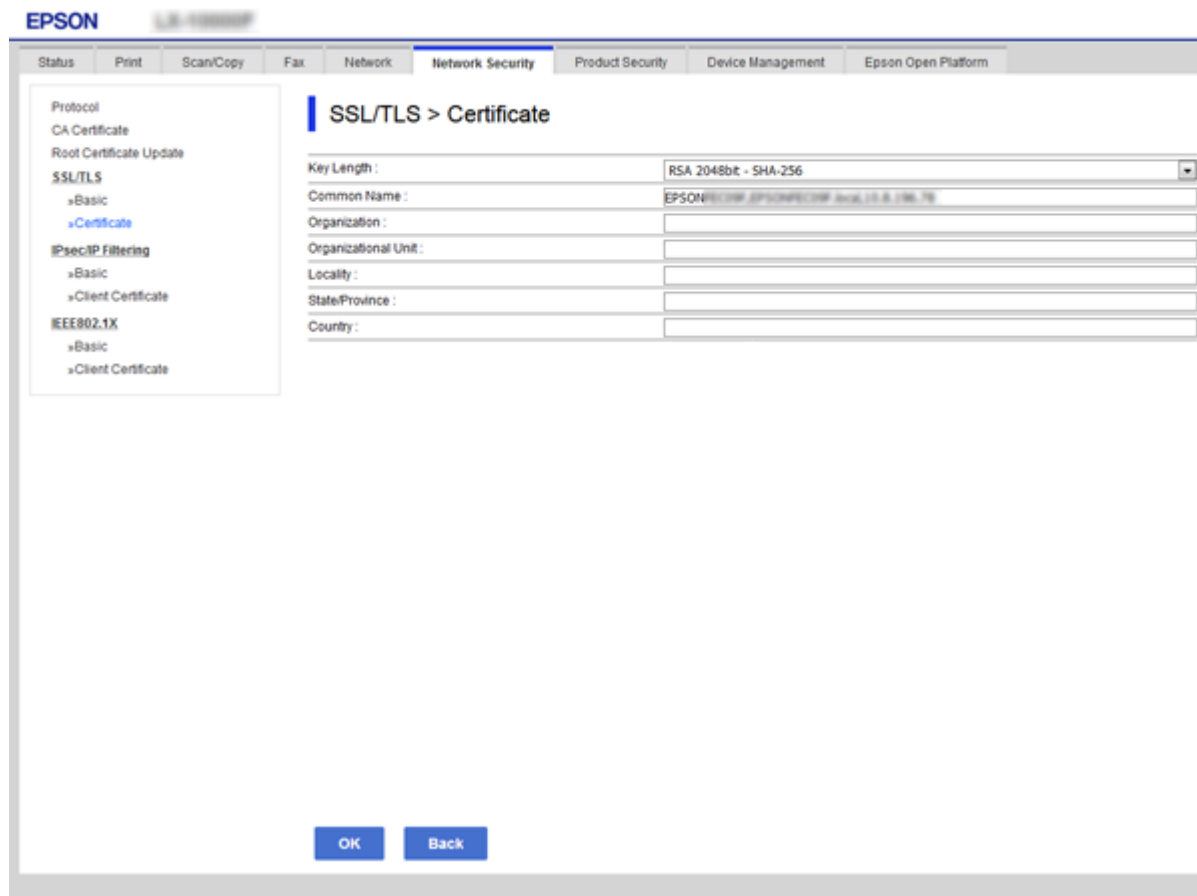 EPSON
Status Print Scan/Copy Fax Network Network Security Product Security Device Management Epson Open Platform
Protocol
CA Certificate
Root Certificate Update
SSL/TLS
»Basic
»Certificate
IPsec/IP Filtering
»Basic
»Client Certificate
IEEE802.1X
»Basic
»Client Certificate
SSL/TLS > Certificate
Key Length : RSA 2048bit - SHA-256
Common Name : EPSON
Organization :
Organizational Unit :
Locality :
State/Province :
Country :
OK Back